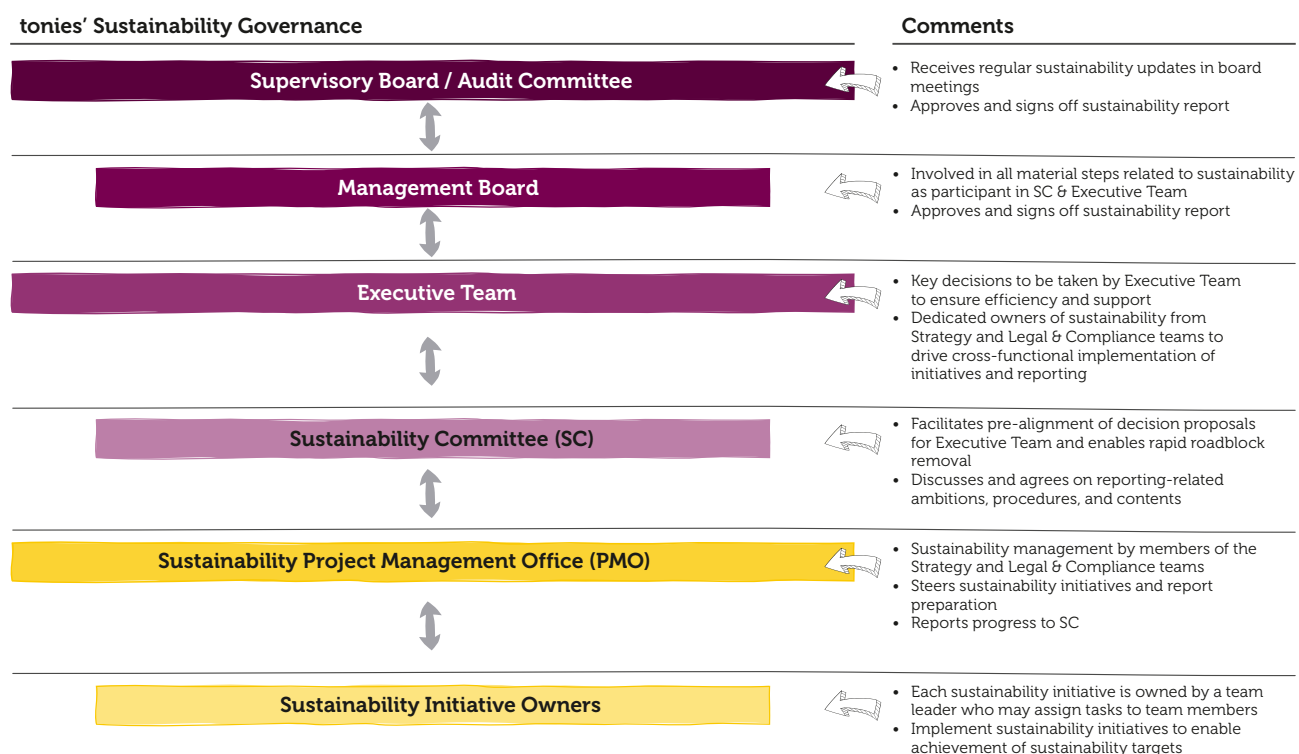 tonies’ Sustainability Governance
Comments
Supervisory Board / Audit Committee
• Receives regular sustainability updates in board
meetings
• Approves and signs off sustainability report
Management Board
• Involved in all material steps related to sustainability
as participant in SC & Executive Team
• Approves and signs off sustainability report
Executive Team
• Key decisions to be taken by Executive Team
to ensure efficiency and support
• Dedicated owners of sustainability from
Strategy and Legal & Compliance teams to
drive cross-functional implementation of
initiatives and reporting
Sustainability Committee (SC)
• Facilitates pre-alignment of decision proposals
for Executive Team and enables rapid roadblock
removal
• Discusses and agrees on reporting-related
ambitions, procedures, and contents
Sustainability Project Management Office (PMO)
• Sustainability management by members of the
Strategy and Legal & Compliance teams
• Steers sustainability initiatives and report
preparation
• Reports progress to SC
Sustainability Initiative Owners
• Each sustainability initiative is owned by a team
leader who may assign tasks to team members
• Implement sustainability initiatives to enable
achievement of sustainability targets